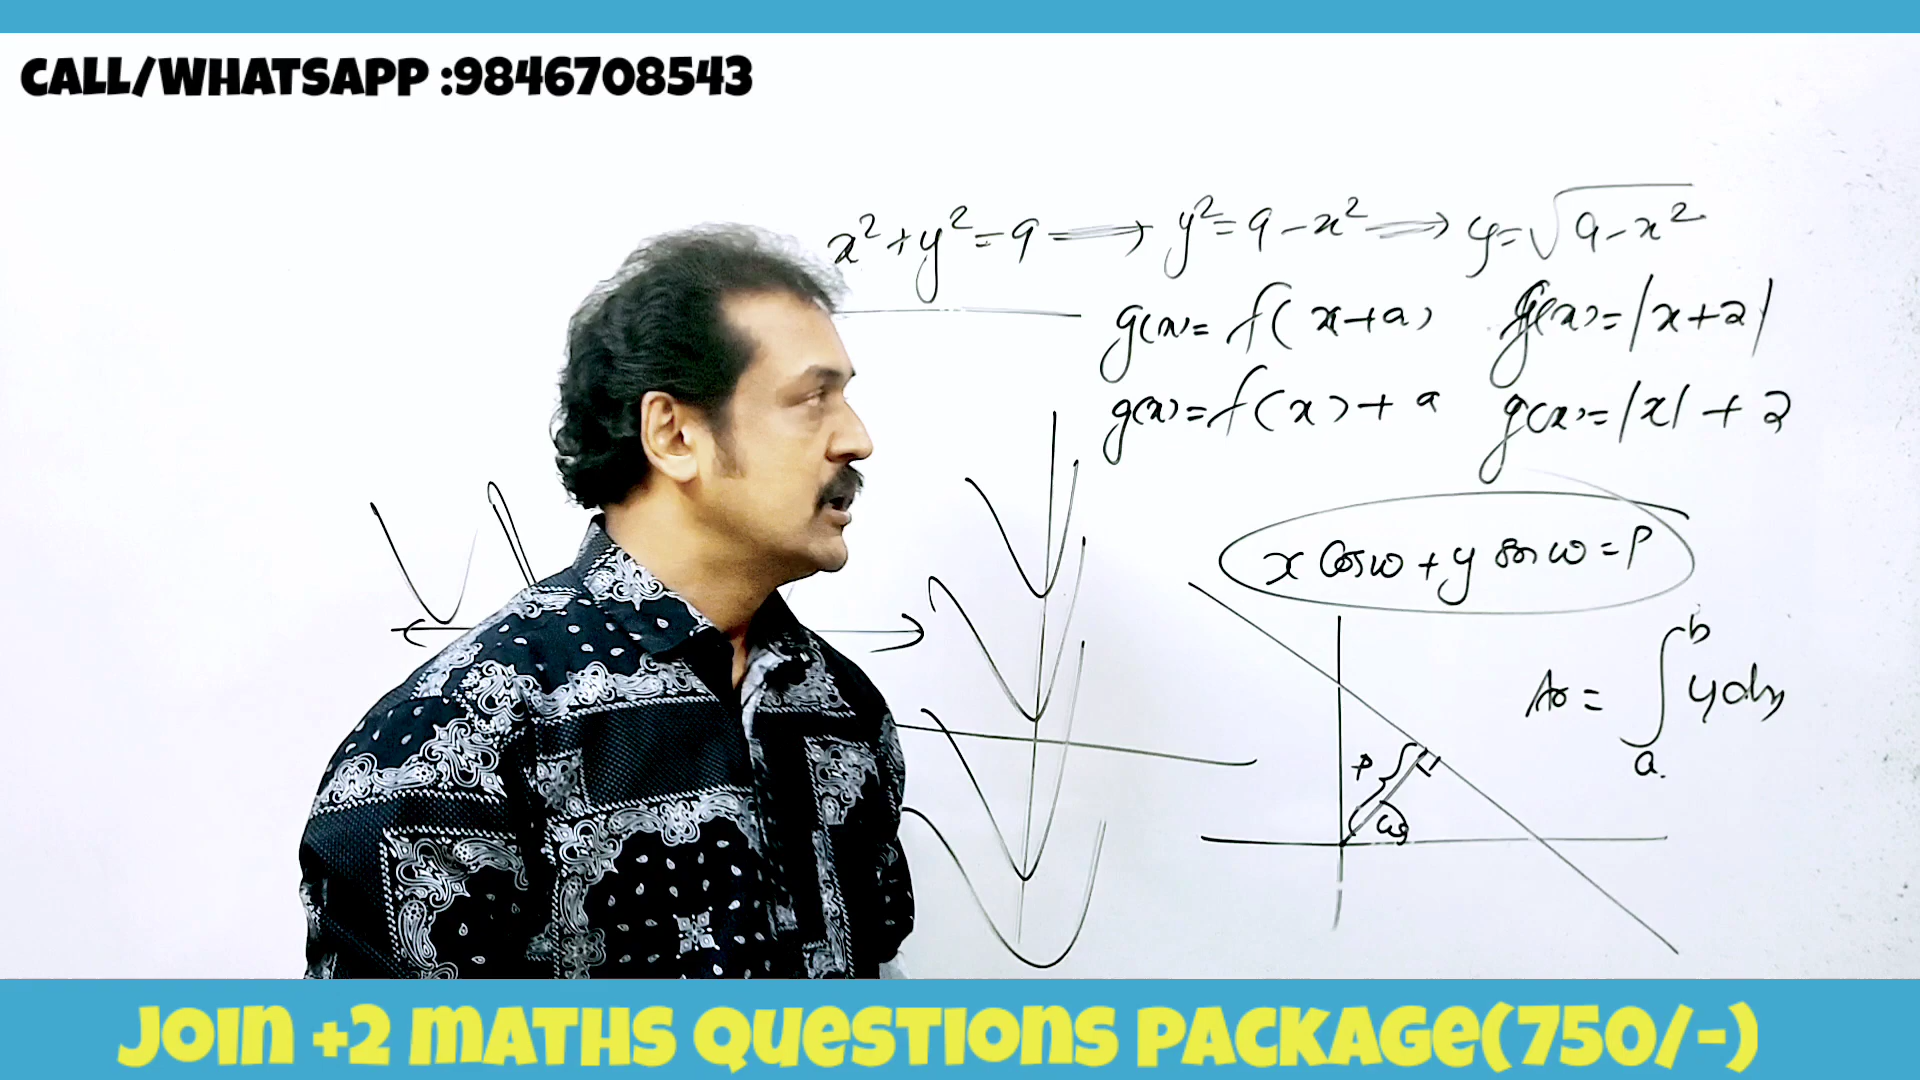 CALL/WHATSAPP :9846708543
x² + y² = 9 ⟹ y² = 9 - x² ⟹ y = √(9 - x²)
g(x) = f(x+a) g(x) = |x+2|
g(x) = f(x) + a g(x) = |x| + 2
x cos ω + y sin ω = P
Ar = ∫ₐᵇ y dx
P
ω
JOIN +2 MATHS QUESTIONS PACKAGE(750/-)